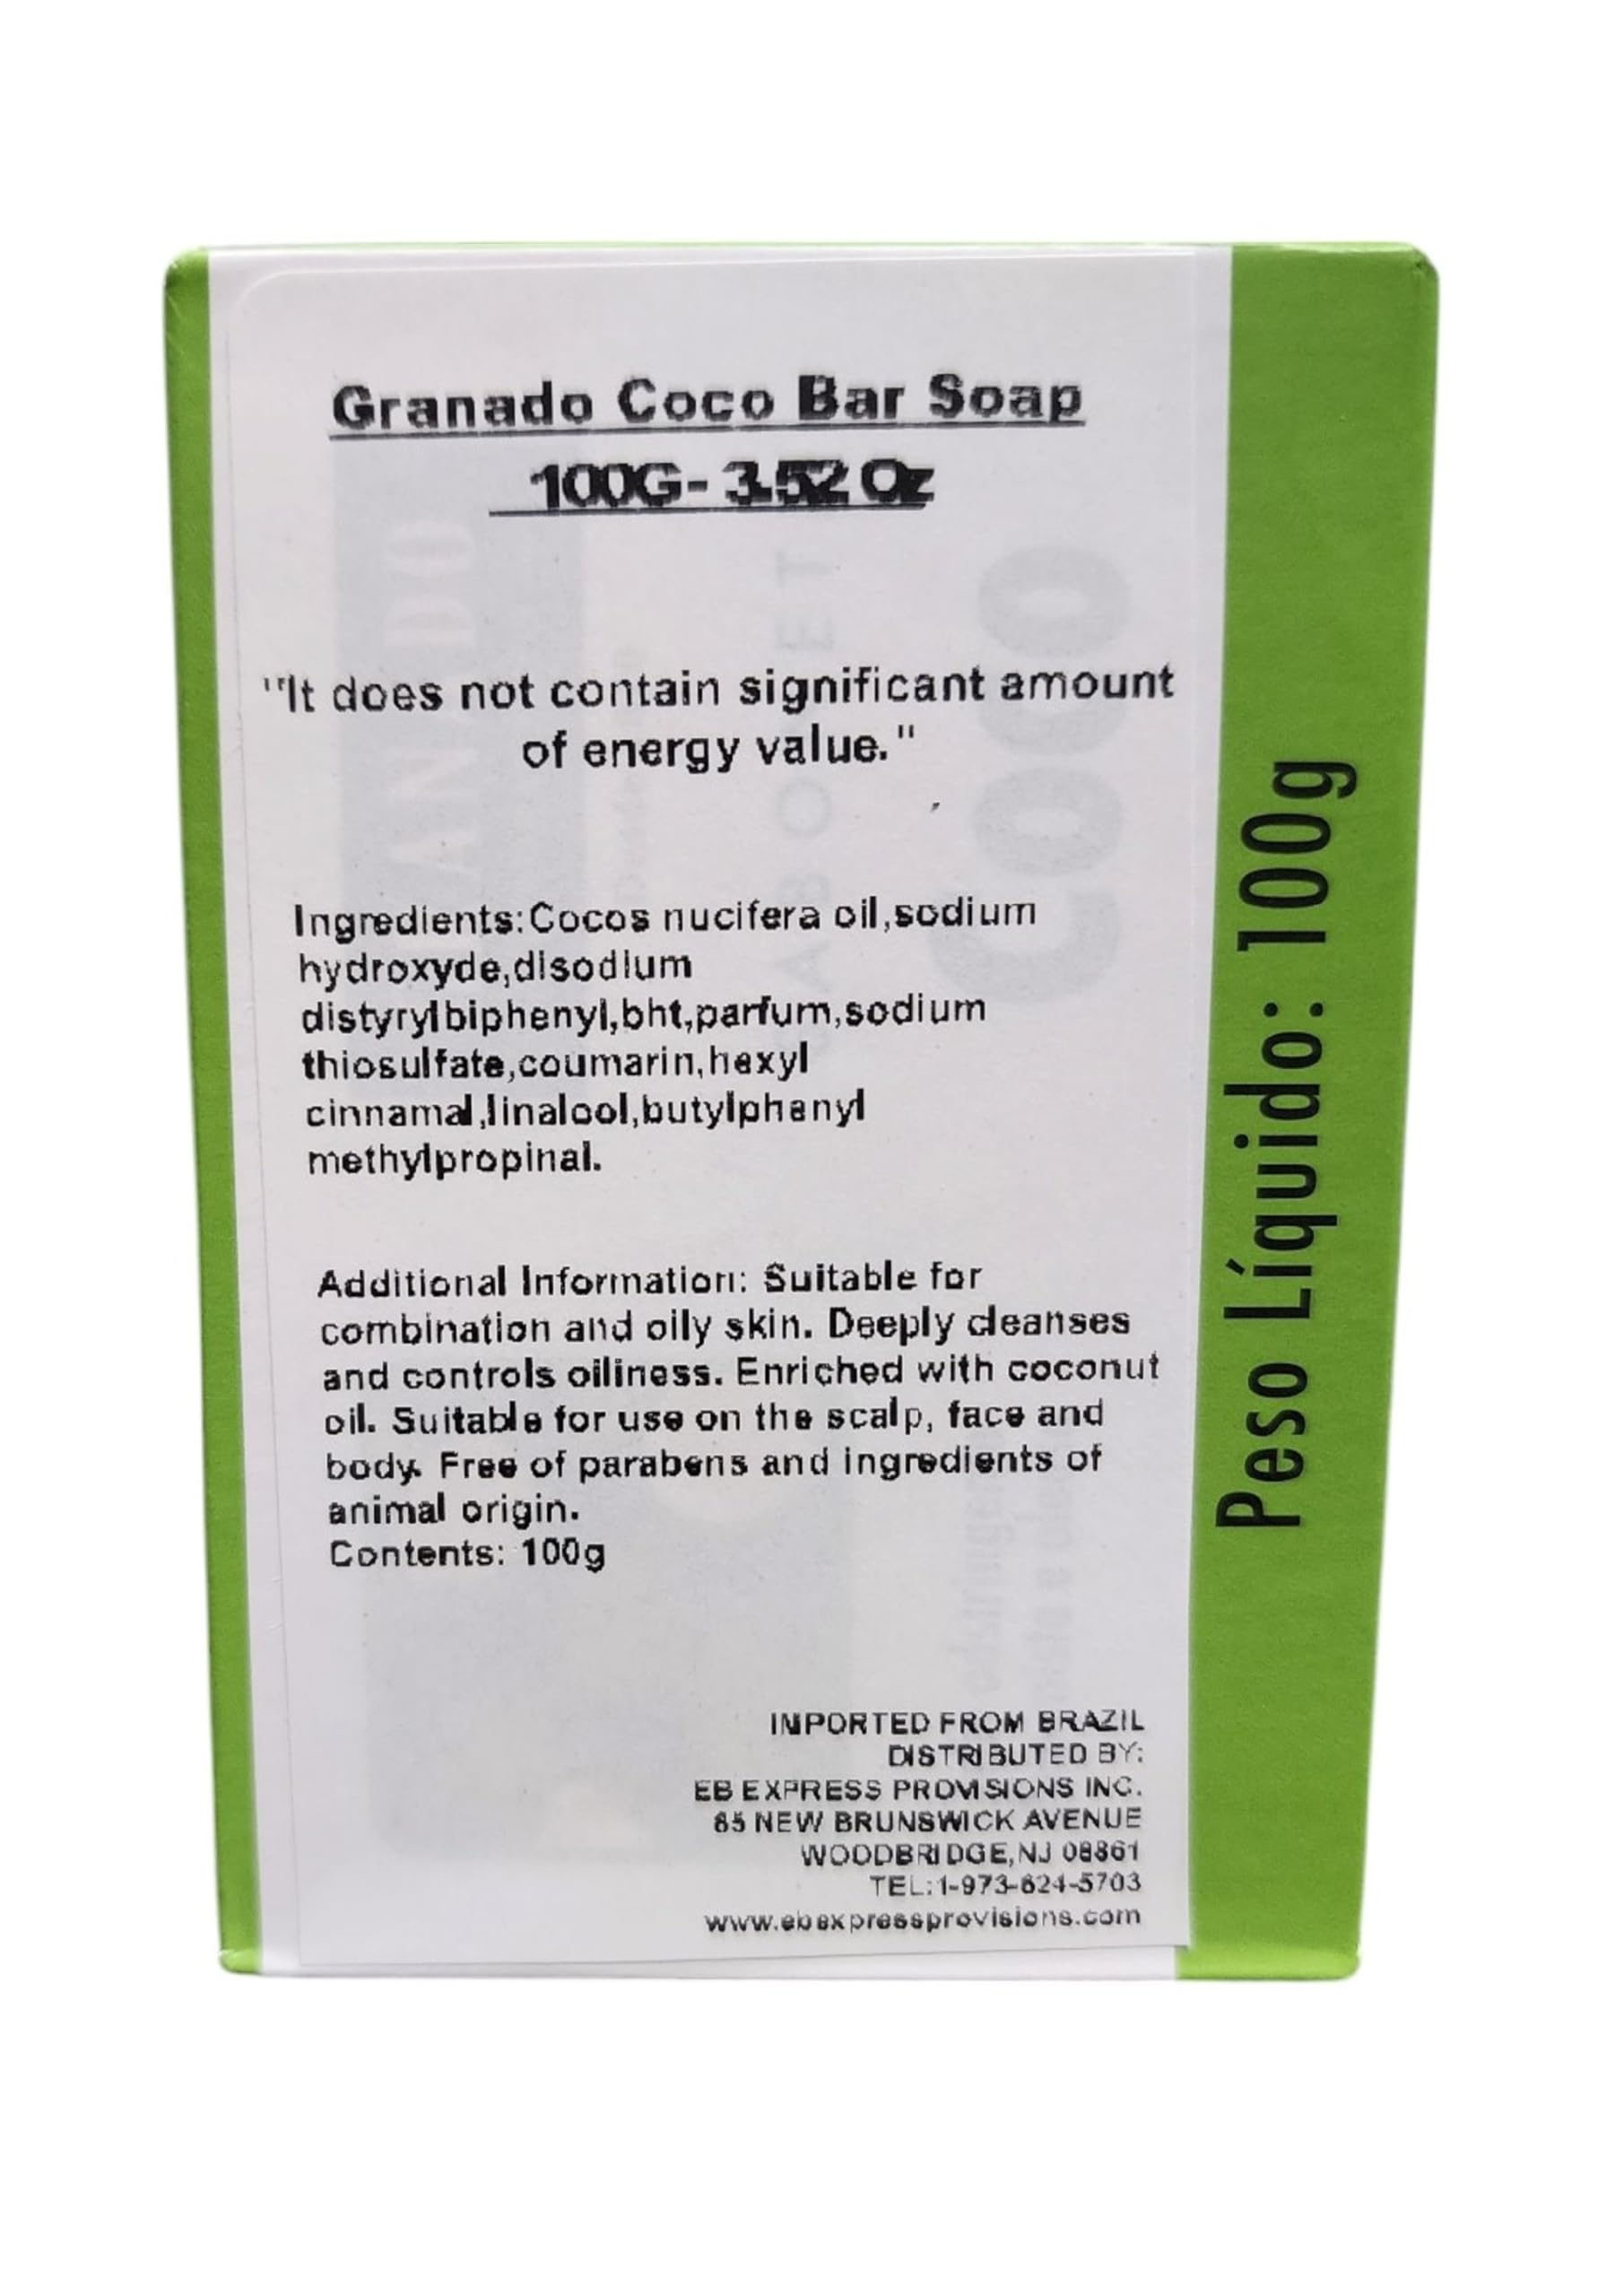 Granado Coco Bar Soap
100G- 3.52 Oz
"It does not contain significant amount
of energy value."
Ingredients:Cocos nucifera oil,sodium
hydroxyde,disodium
distyrylbiphenyl,bht,parfum,sodium
thiosulfate,coumarin,hexyl
cinnamal,linalool,butylphenyl
methylpropinal.
Additional Information: Suitable for
combination and oily skin. Deeply cleanses
and controls oiliness. Enriched with coconut
oil. Suitable for use on the scalp, face and
body. Free of parabens and ingredients of
animal origin.
Contents: 100g
IMPORTED FROM BRAZIL
DISTRIBUTED BY:
EB EXPRESS PROVISIONS INC.
85 NEW BRUNSWICK AVENUE
WOODBRIDGE,NJ 08861
TEL:1-973-624-5703
www.ebexpressprovisions.com
Peso Líquido: 100g
COCO